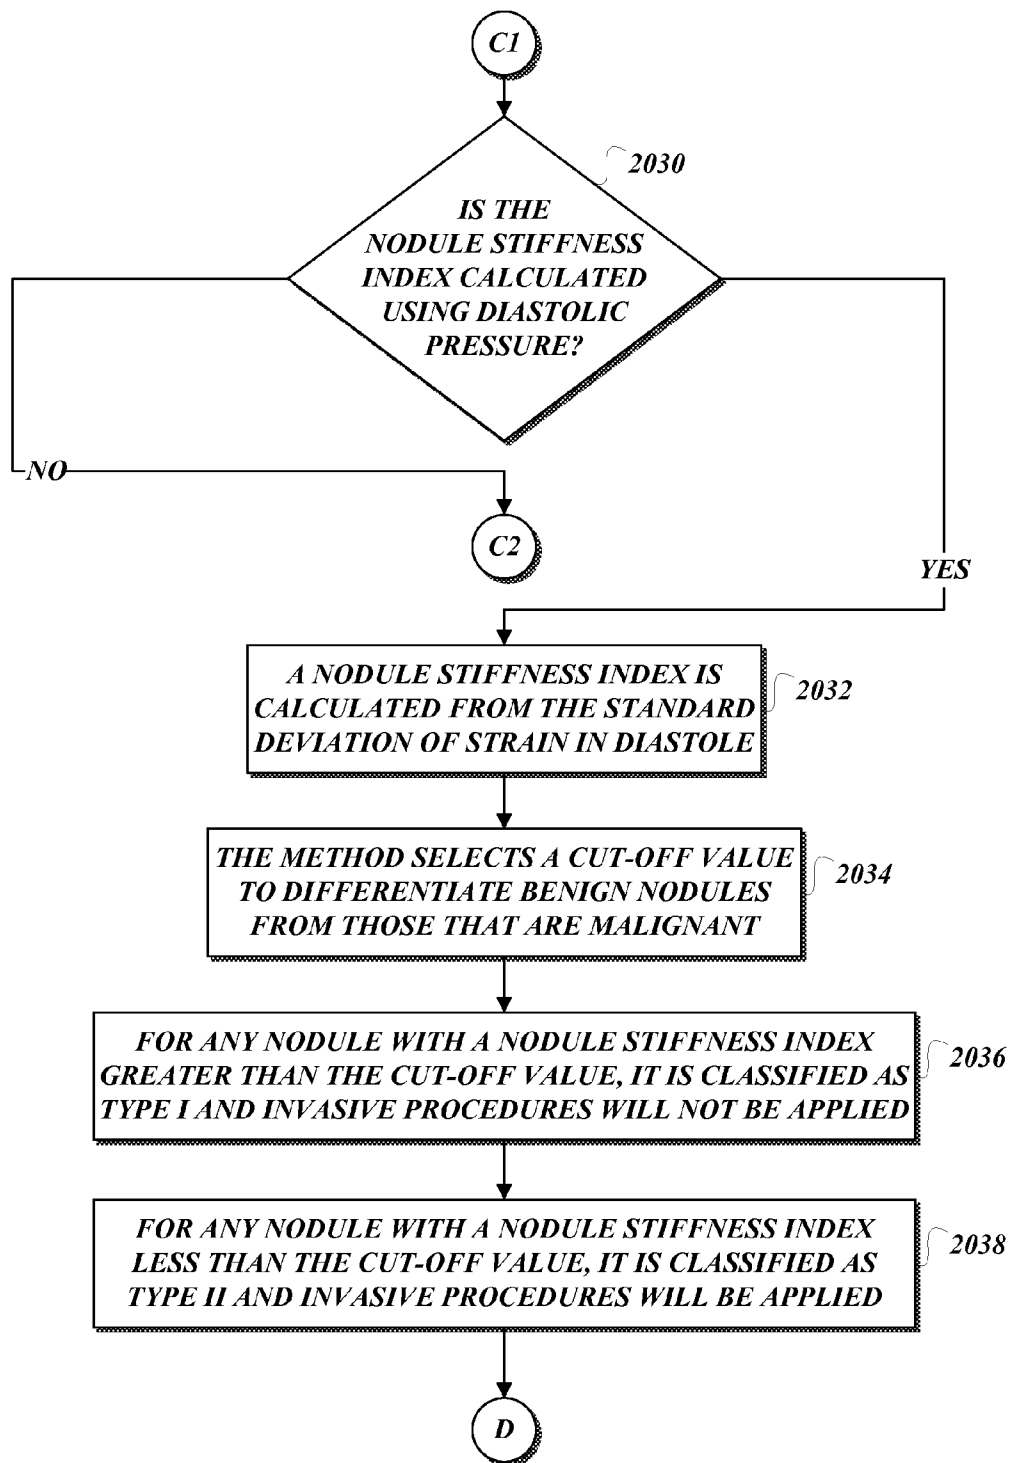 C1
2030
IS THE
NODULE STIFFNESS
INDEX CALCULATED
USING DIASTOLIC
PRESSURE?
NO
C2
YES
A NODULE STIFFNESS INDEX IS
CALCULATED FROM THE STANDARD
DEVIATION OF STRAIN IN DIASTOLE
2032
THE METHOD SELECTS A CUT-OFF VALUE
TO DIFFERENTIATE BENIGN NODULES
FROM THOSE THAT ARE MALIGNANT
2034
FOR ANY NODULE WITH A NODULE STIFFNESS INDEX
GREATER THAN THE CUT-OFF VALUE, IT IS CLASSIFIED AS
TYPE I AND INVASIVE PROCEDURES WILL NOT BE APPLIED
2036
FOR ANY NODULE WITH A NODULE STIFFNESS INDEX
LESS THAN THE CUT-OFF VALUE, IT IS CLASSIFIED AS
TYPE II AND INVASIVE PROCEDURES WILL BE APPLIED
2038
D